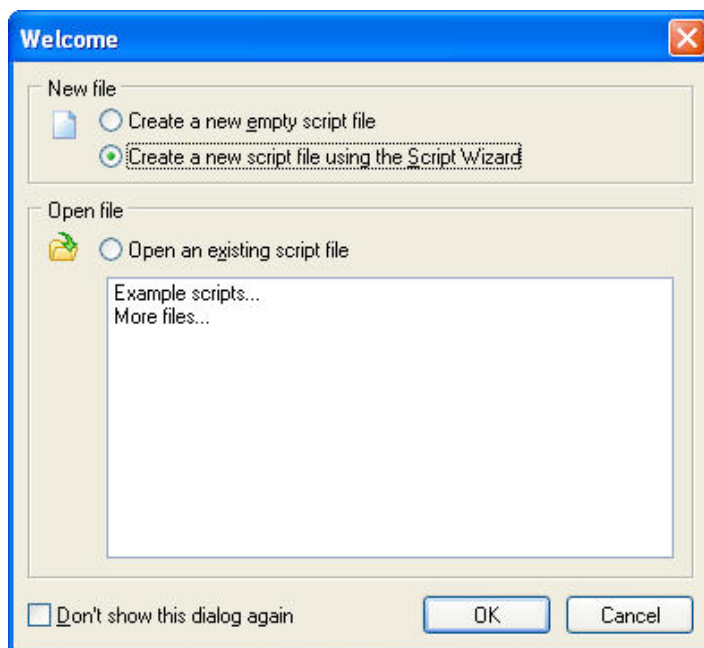 Welcome
New file
Create a new empty script file
Create a new script file using the Script Wizard
Open file
Open an existing script file
Example scripts...
More files...
Don't show this dialog again
OK
Cancel